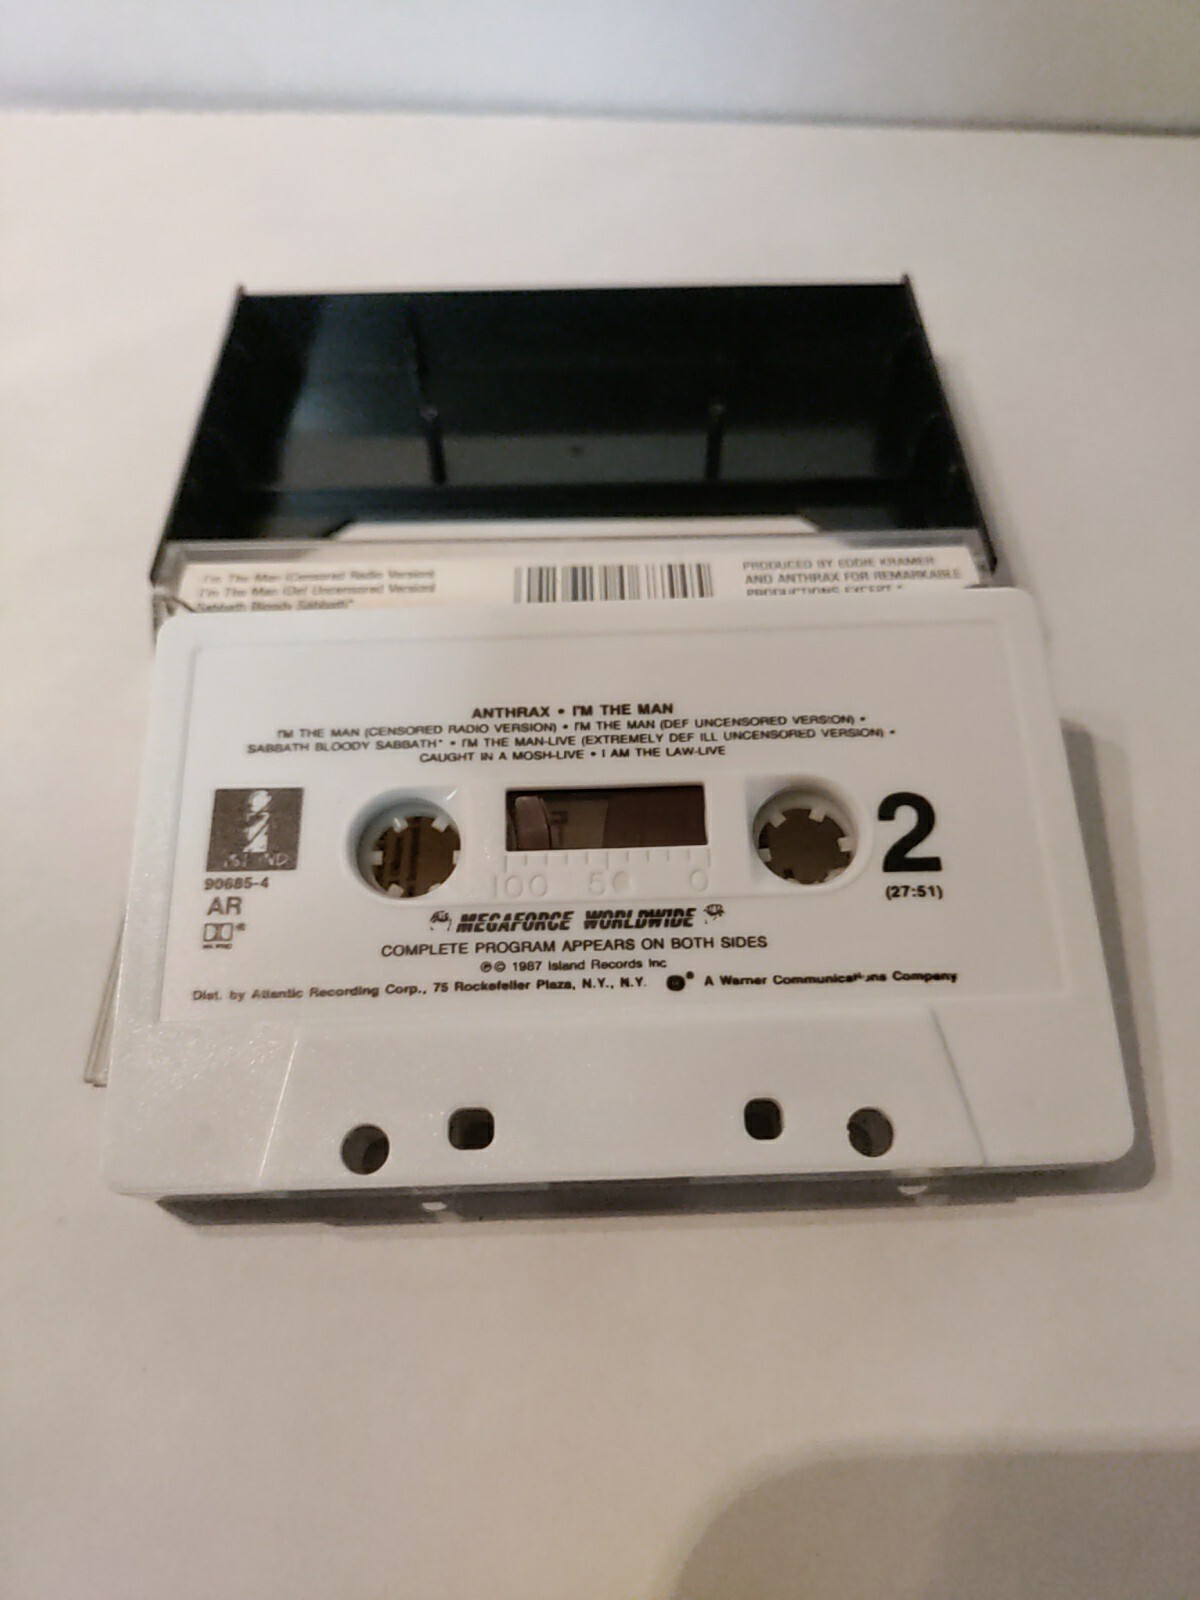 I'm The Man (Censored Radio Version)
I'm The Man (Def Uncensored Version)
Sabbath Bloody Sabbath*
PRODUCED BY EDDIE KRAMER
AND ANTHRAX FOR REMARKABLE
PRODUCTIONS EXCEPT *
ANTHRAX • I'M THE MAN
I'M THE MAN (CENSORED RADIO VERSION) • I'M THE MAN (DEF UNCENSORED VERSION) •
SABBATH BLOODY SABBATH* • I'M THE MAN-LIVE (EXTREMELY DEF ILL UNCENSORED VERSION) •
CAUGHT IN A MOSH-LIVE • I AM THE LAW-LIVE
ISLAND
90685-4
AR
2
(27:51)
100 50 0
MEGAFORCE WORLDWIDE
COMPLETE PROGRAM APPEARS ON BOTH SIDES
℗© 1987 Island Records Inc
Dist. by Atlantic Recording Corp., 75 Rockefeller Plaza, N.Y., N.Y. ® A Warner Communications Company